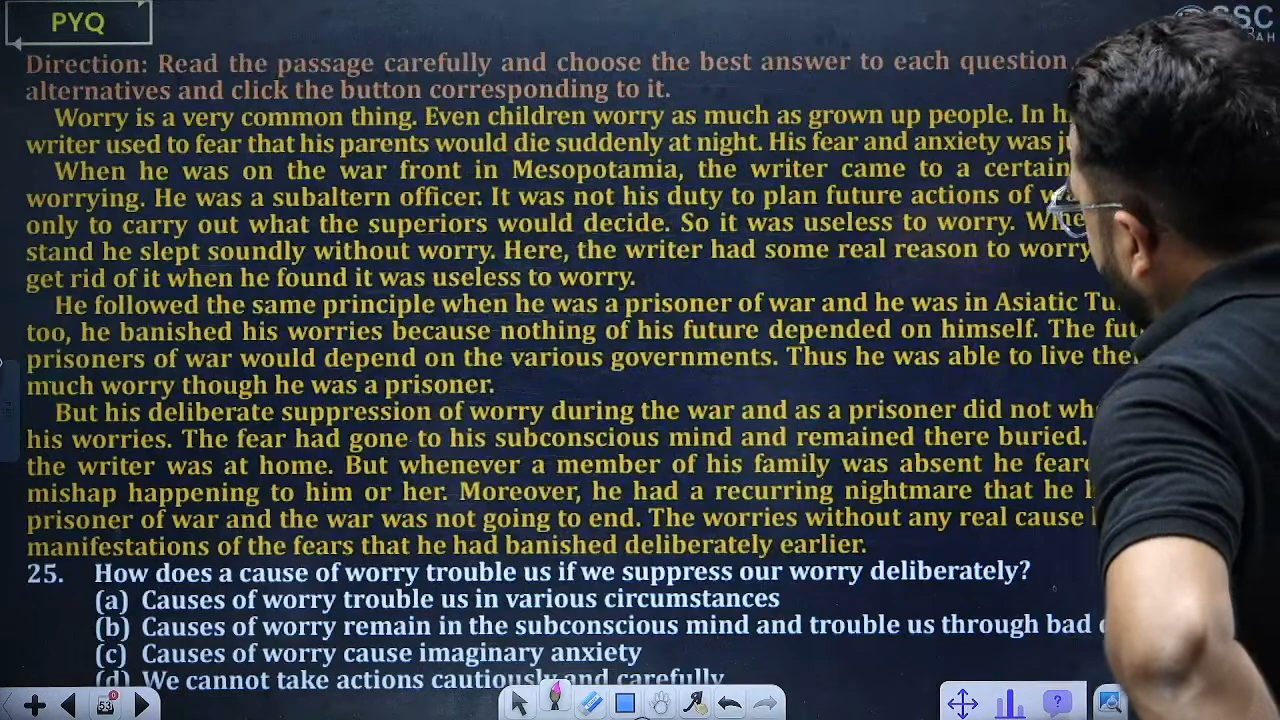 PYQ
SSC
Direction: Read the passage carefully and choose the best answer to each question
alternatives and click the button corresponding to it.
Worry is a very common thing. Even children worry as much as grown up people. In
writer used to fear that his parents would die suddenly at night. His fear and anxiety was
When he was on the war front in Mesopotamia, the writer came to a certain
worrying. He was a subaltern officer. It was not his duty to plan future actions of
only to carry out what the superiors would decide. So it was useless to worry.
stand he slept soundly without worry. Here, the writer had some real reason to worry
get rid of it when he found it was useless to worry.
He followed the same principle when he was a prisoner of war and he was in Asiatic
too, he banished his worries because nothing of his future depended on himself. The
prisoners of war would depend on the various governments. Thus he was able to live
much worry though he was a prisoner.
But his deliberate suppression of worry during the war and as a prisoner did not
his worries. The fear had gone to his subconscious mind and remained there buried.
the writer was at home. But whenever a member of his family was absent he
mishap happening to him or her. Moreover, he had a recurring nightmare that he
prisoner of war and the war was not going to end. The worries without any real cause
manifestations of the fears that he had banished deliberately earlier.
25. How does a cause of worry trouble us if we suppress our worry deliberately?
(a) Causes of worry trouble us in various circumstances
(b) Causes of worry remain in the subconscious mind and trouble us through bad
(c) Causes of worry cause imaginary anxiety
(d) We cannot take actions cautiously and carefully
53